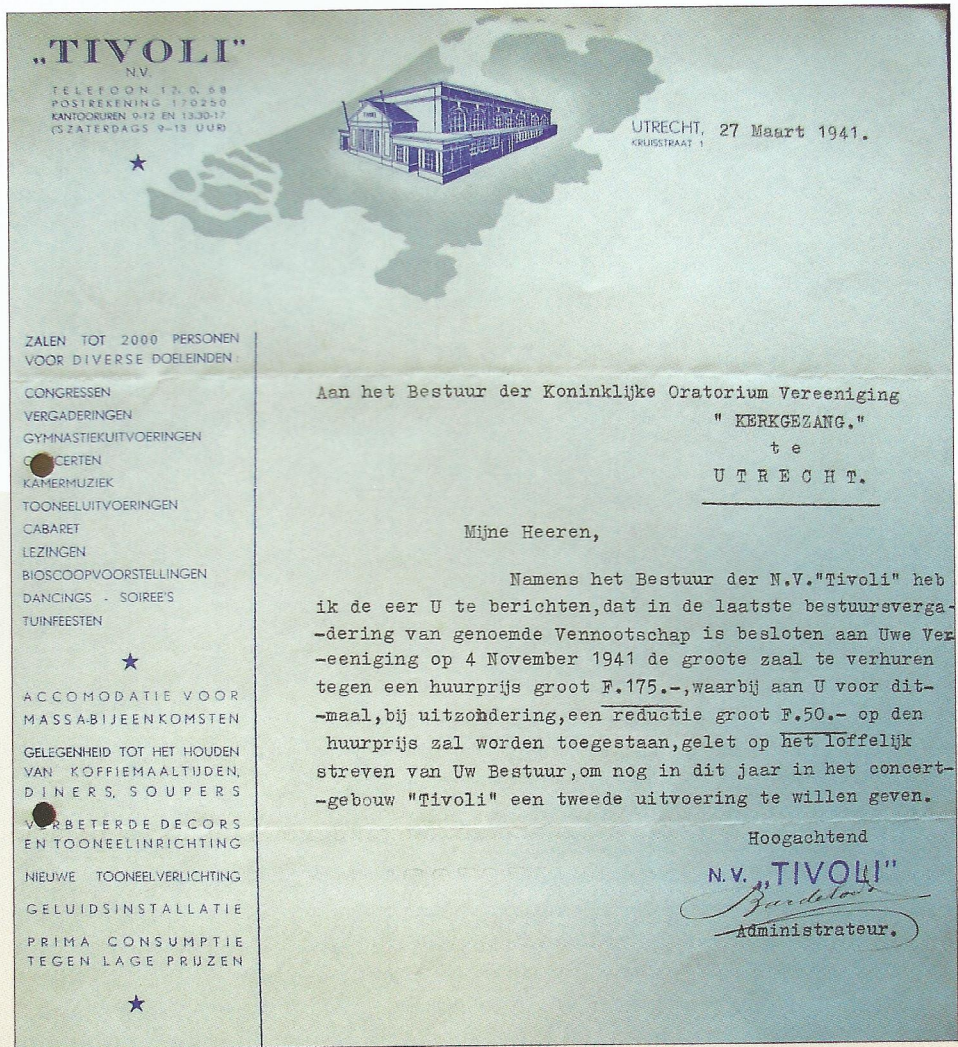 „TIVOLI"
N.V.
TELEFOON 12.0.68
POSTREKENING 170250
KANTOORUREN 9-12 EN 13.30-17
('SZATERDAGS 9-13 UUR)
UTRECHT, 27 Maart 1941.
KRUISSTRAAT 1
ZALEN TOT 2000 PERSONEN
VOOR DIVERSE DOELEINDEN:
CONGRESSEN
VERGADERINGEN
GYMNASTIEKUITVOERINGEN
CONCERTEN
KAMERMUZIEK
TOONEELUITVOERINGEN
CABARET
LEZINGEN
BIOSCOOPVOORSTELLINGEN
DANCINGS - SOIREE'S
TUINFEESTEN
ACCOMODATIE VOOR
MASSA-BIJEENKOMSTEN
GELEGENHEID TOT HET HOUDEN
VAN KOFFIEMAALTIJDEN,
DINERS, SOUPERS
VERBETERDE DECORS
EN TOONEELINRICHTING
NIEUWE TOONEELVERLICHTING
GELUIDSINSTALLATIE
PRIMA CONSUMPTIE
TEGEN LAGE PRIJZEN
Aan het Bestuur der Koninklijke Oratorium Vereeniging
" KERKGEZANG."
t e
U T R E C H T.
Mijne Heeren,
Namens het Bestuur der N.V."Tivoli" heb
ik de eer U te berichten,dat in de laatste bestuursverga-
-dering van genoemde Vennootschap is besloten aan Uwe Ver
-eeniging op 4 November 1941 de groote zaal te verhuren
tegen een huurprijs groot F.175.-,waarbij aan U voor dit-
-maal,bij uitzondering,een reductie groot F.50.- op den
huurprijs zal worden toegestaan,gelet op het loffelijk
streven van Uw Bestuur,om nog in dit jaar in het concert-
-gebouw "Tivoli" een tweede uitvoering te willen geven.
Hoogachtend
N.V. „TIVOLI"
Administrateur.